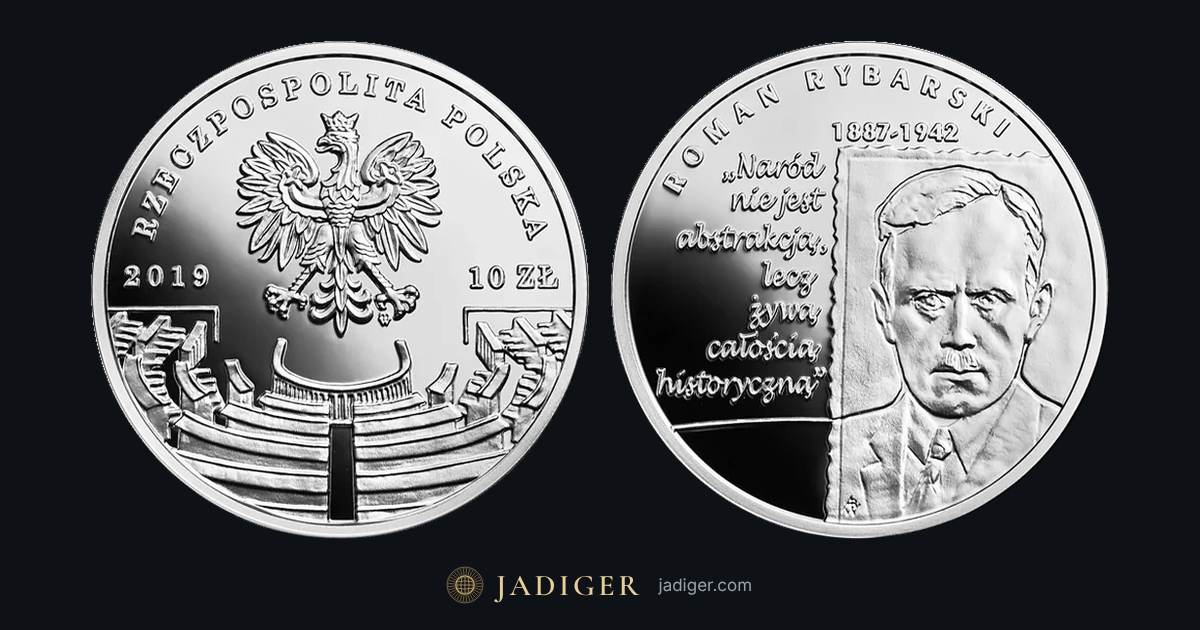 RZECZPOSPOLITA POLSKA
2019
10 ZŁ
ROMAN RYBARSKI
1887-1942
„Naród
nie jest
abstrakcją,
lecz
żywą
całością
historyczną”
JADIGER
jadiger.com